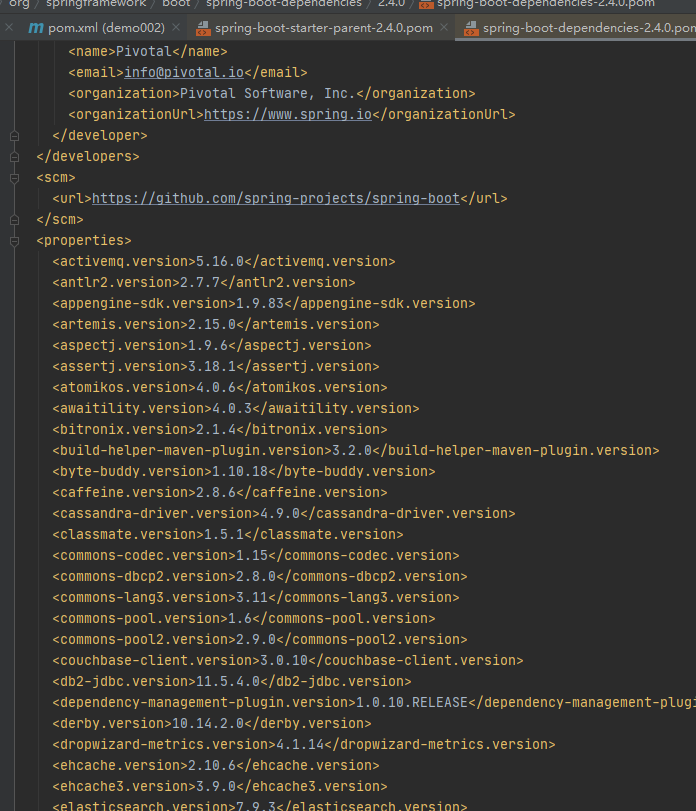 org springframework boot spring-boot-dependencies 2.4.0 spring-boot-dependencies-2.4.0.pom
pom.xml (demo002) spring-boot-starter-parent-2.4.0.pom spring-boot-dependencies-2.4.0.pom
<name>Pivotal</name>
<email>info@pivotal.io</email>
<organization>Pivotal Software, Inc.</organization>
<organizationUrl>https://www.spring.io</organizationUrl>
</developer>
</developers>
<scm>
<url>https://github.com/spring-projects/spring-boot</url>
</scm>
<properties>
<activemq.version>5.16.0</activemq.version>
<antlr2.version>2.7.7</antlr2.version>
<appengine-sdk.version>1.9.83</appengine-sdk.version>
<artemis.version>2.15.0</artemis.version>
<aspectj.version>1.9.6</aspectj.version>
<assertj.version>3.18.1</assertj.version>
<atomikos.version>4.0.6</atomikos.version>
<awaitility.version>4.0.3</awaitility.version>
<bitronix.version>2.1.4</bitronix.version>
<build-helper-maven-plugin.version>3.2.0</build-helper-maven-plugin.version>
<byte-buddy.version>1.10.18</byte-buddy.version>
<caffeine.version>2.8.6</caffeine.version>
<cassandra-driver.version>4.9.0</cassandra-driver.version>
<classmate.version>1.5.1</classmate.version>
<commons-codec.version>1.15</commons-codec.version>
<commons-dbcp2.version>2.8.0</commons-dbcp2.version>
<commons-lang3.version>3.11</commons-lang3.version>
<commons-pool.version>1.6</commons-pool.version>
<commons-pool2.version>2.9.0</commons-pool2.version>
<couchbase-client.version>3.0.10</couchbase-client.version>
<db2-jdbc.version>11.5.4.0</db2-jdbc.version>
<dependency-management-plugin.version>1.0.10.RELEASE</dependency-management-plugi
<derby.version>10.14.2.0</derby.version>
<dropwizard-metrics.version>4.1.14</dropwizard-metrics.version>
<ehcache.version>2.10.6</ehcache.version>
<ehcache3.version>3.9.0</ehcache3.version>
<elasticsearch.version>7.9.3</elasticsearch.version>